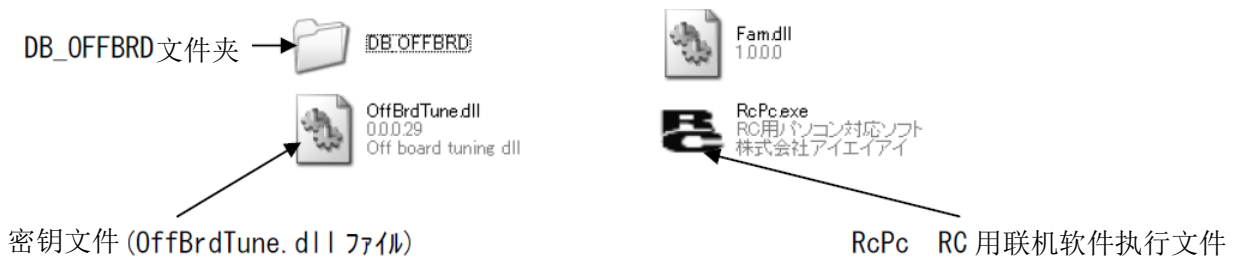 DB_OFFBRD文件夹
DB_OFFBRD
Fam.dll
1.0.0.0
OffBrdTune.dll
0.0.0.29
Off board tuning dll
RcPc.exe
RC用パソコン対応ソフト
株式会社アイエイアイ
密钥文件(OffBrdTune.dllファイル)
RcPc RC用联机软件执行文件